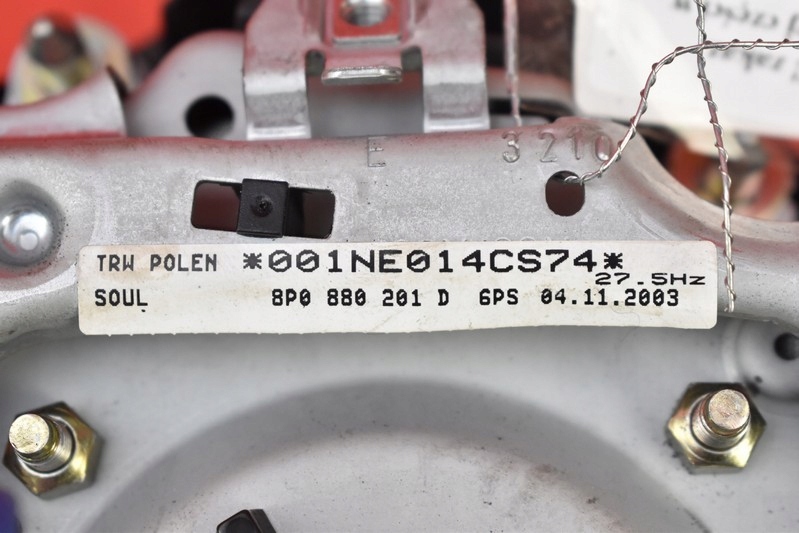 E 3210
TRW POLEN *001NE014CS74*
27.5Hz
SOUL 8P0 880 201 D 6PS 04.11.2003